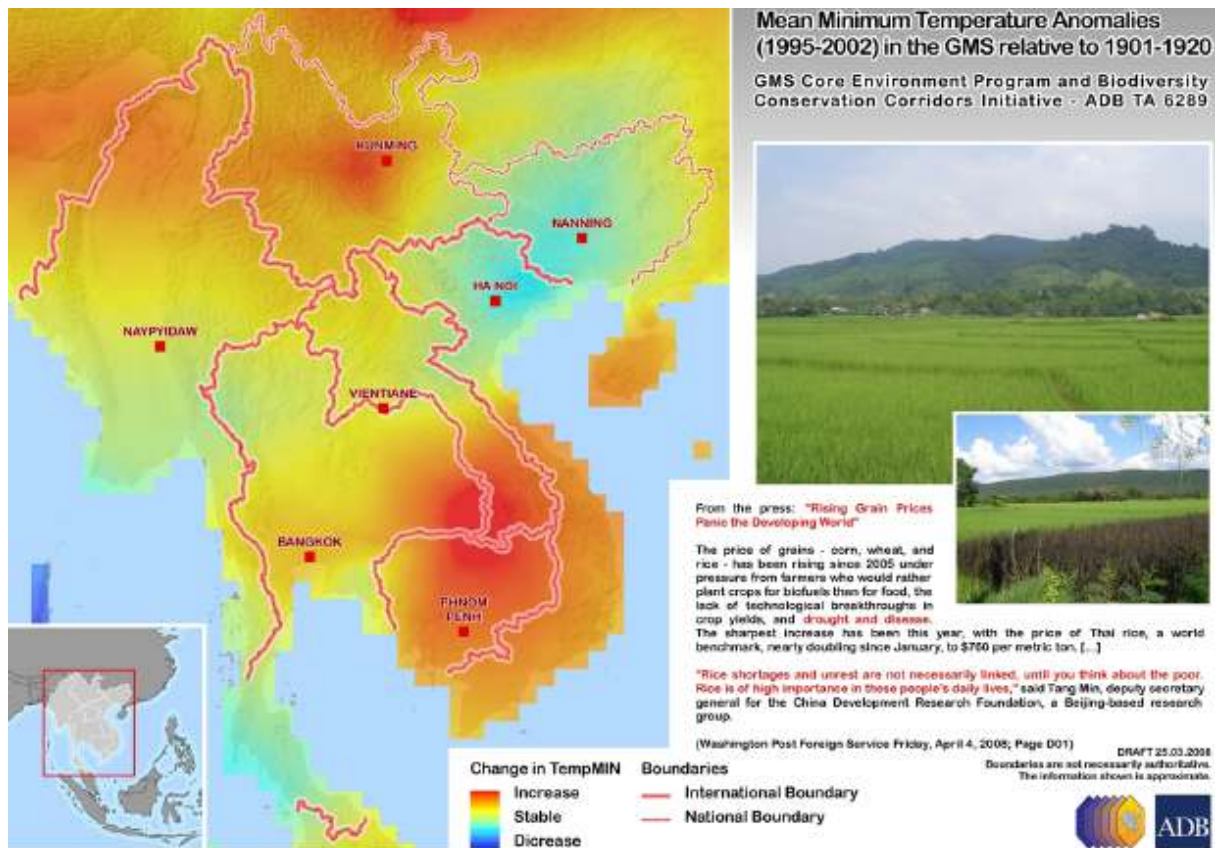 Mean Minimum Temperature Anomalies
(1995-2002) in the GMS relative to 1901-1920
GMS Core Environment Program and Biodiversity
Conservation Corridors Initiative - ADB TA 6289
KUNMING
NANNING
HA NOI
NAYPYIDAW
VIENTIANE
BANGKOK
PHNOM
PENH
From the press: "Rising Grain Prices
Panic the Developing World"
The price of grains - corn, wheat, and
rice - has been rising since 2005 under
pressure from farmers who would rather
plant crops for biofuels than for food, the
lack of technological breakthroughs in
crop yields, and drought and disease.
The sharpest increase has been this year, with the price of Thai rice, a world
benchmark, nearly doubling since January, to $760 per metric ton. [...]
"Rice shortages and unrest are not necessarily linked, until you think about the poor.
Rice is of high importance in these people's daily lives," said Tang Min, deputy secretary
general for the China Development Research Foundation, a Beijing-based research
group.
(Washington Post Foreign Service Friday, April 4, 2008; Page D01)
DRAFT 25.03.2008
Boundaries are not necessarily authoritative.
The information shown is approximate.
Change in TempMIN
Increase
Stable
Dicrease
Boundaries
International Boundary
National Boundary
ADB